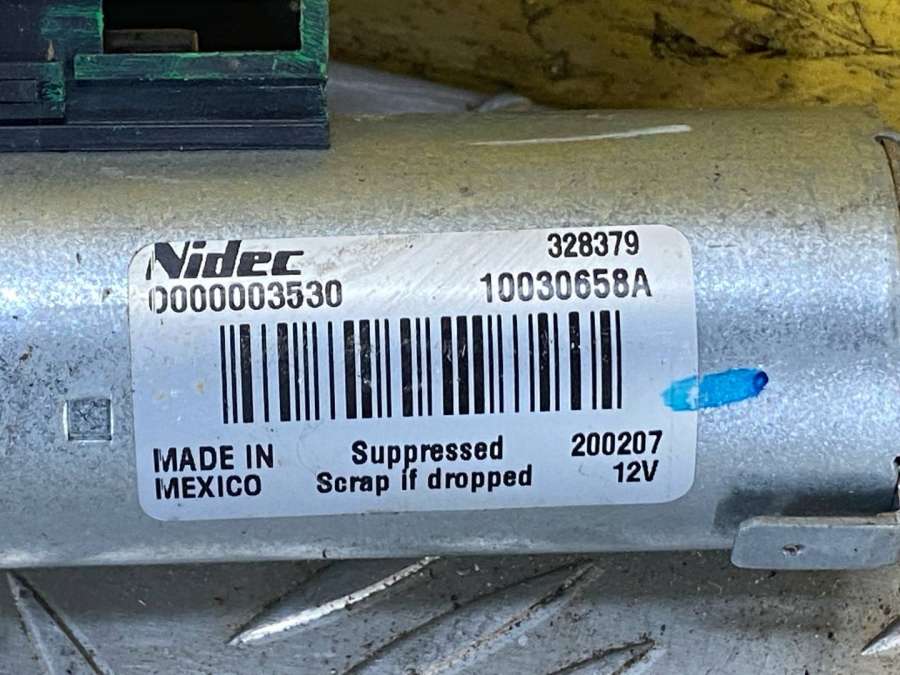 Nidec
328379
0000003530
10030658A
MADE IN
MEXICO
Suppressed
Scrap if dropped
200207
12V